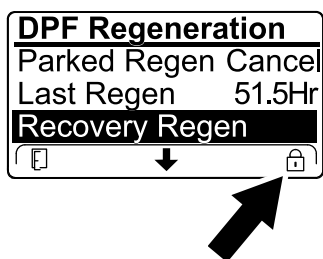 DPF Regeneration
Parked Regen Cancel
Last Regen 51.5Hr
Recovery Regen